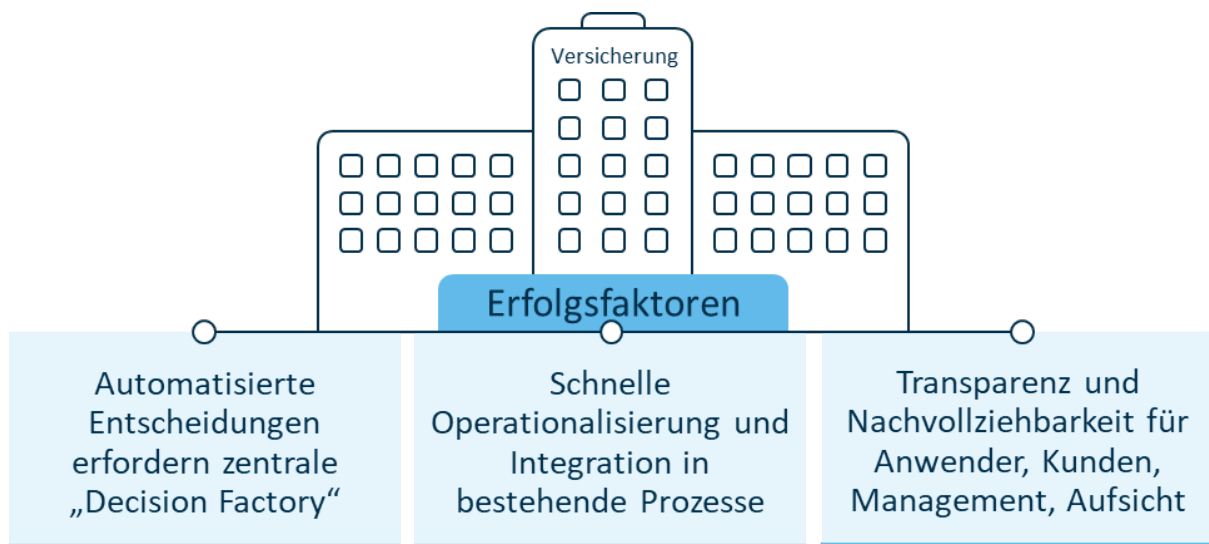 Versicherung
Erfolgsfaktoren
Automatisierte
Entscheidungen
erfordern zentrale
„Decision Factory“
Schnelle
Operationalisierung und
Integration in
bestehende Prozesse
Transparenz und
Nachvollziehbarkeit für
Anwender, Kunden,
Management, Aufsicht